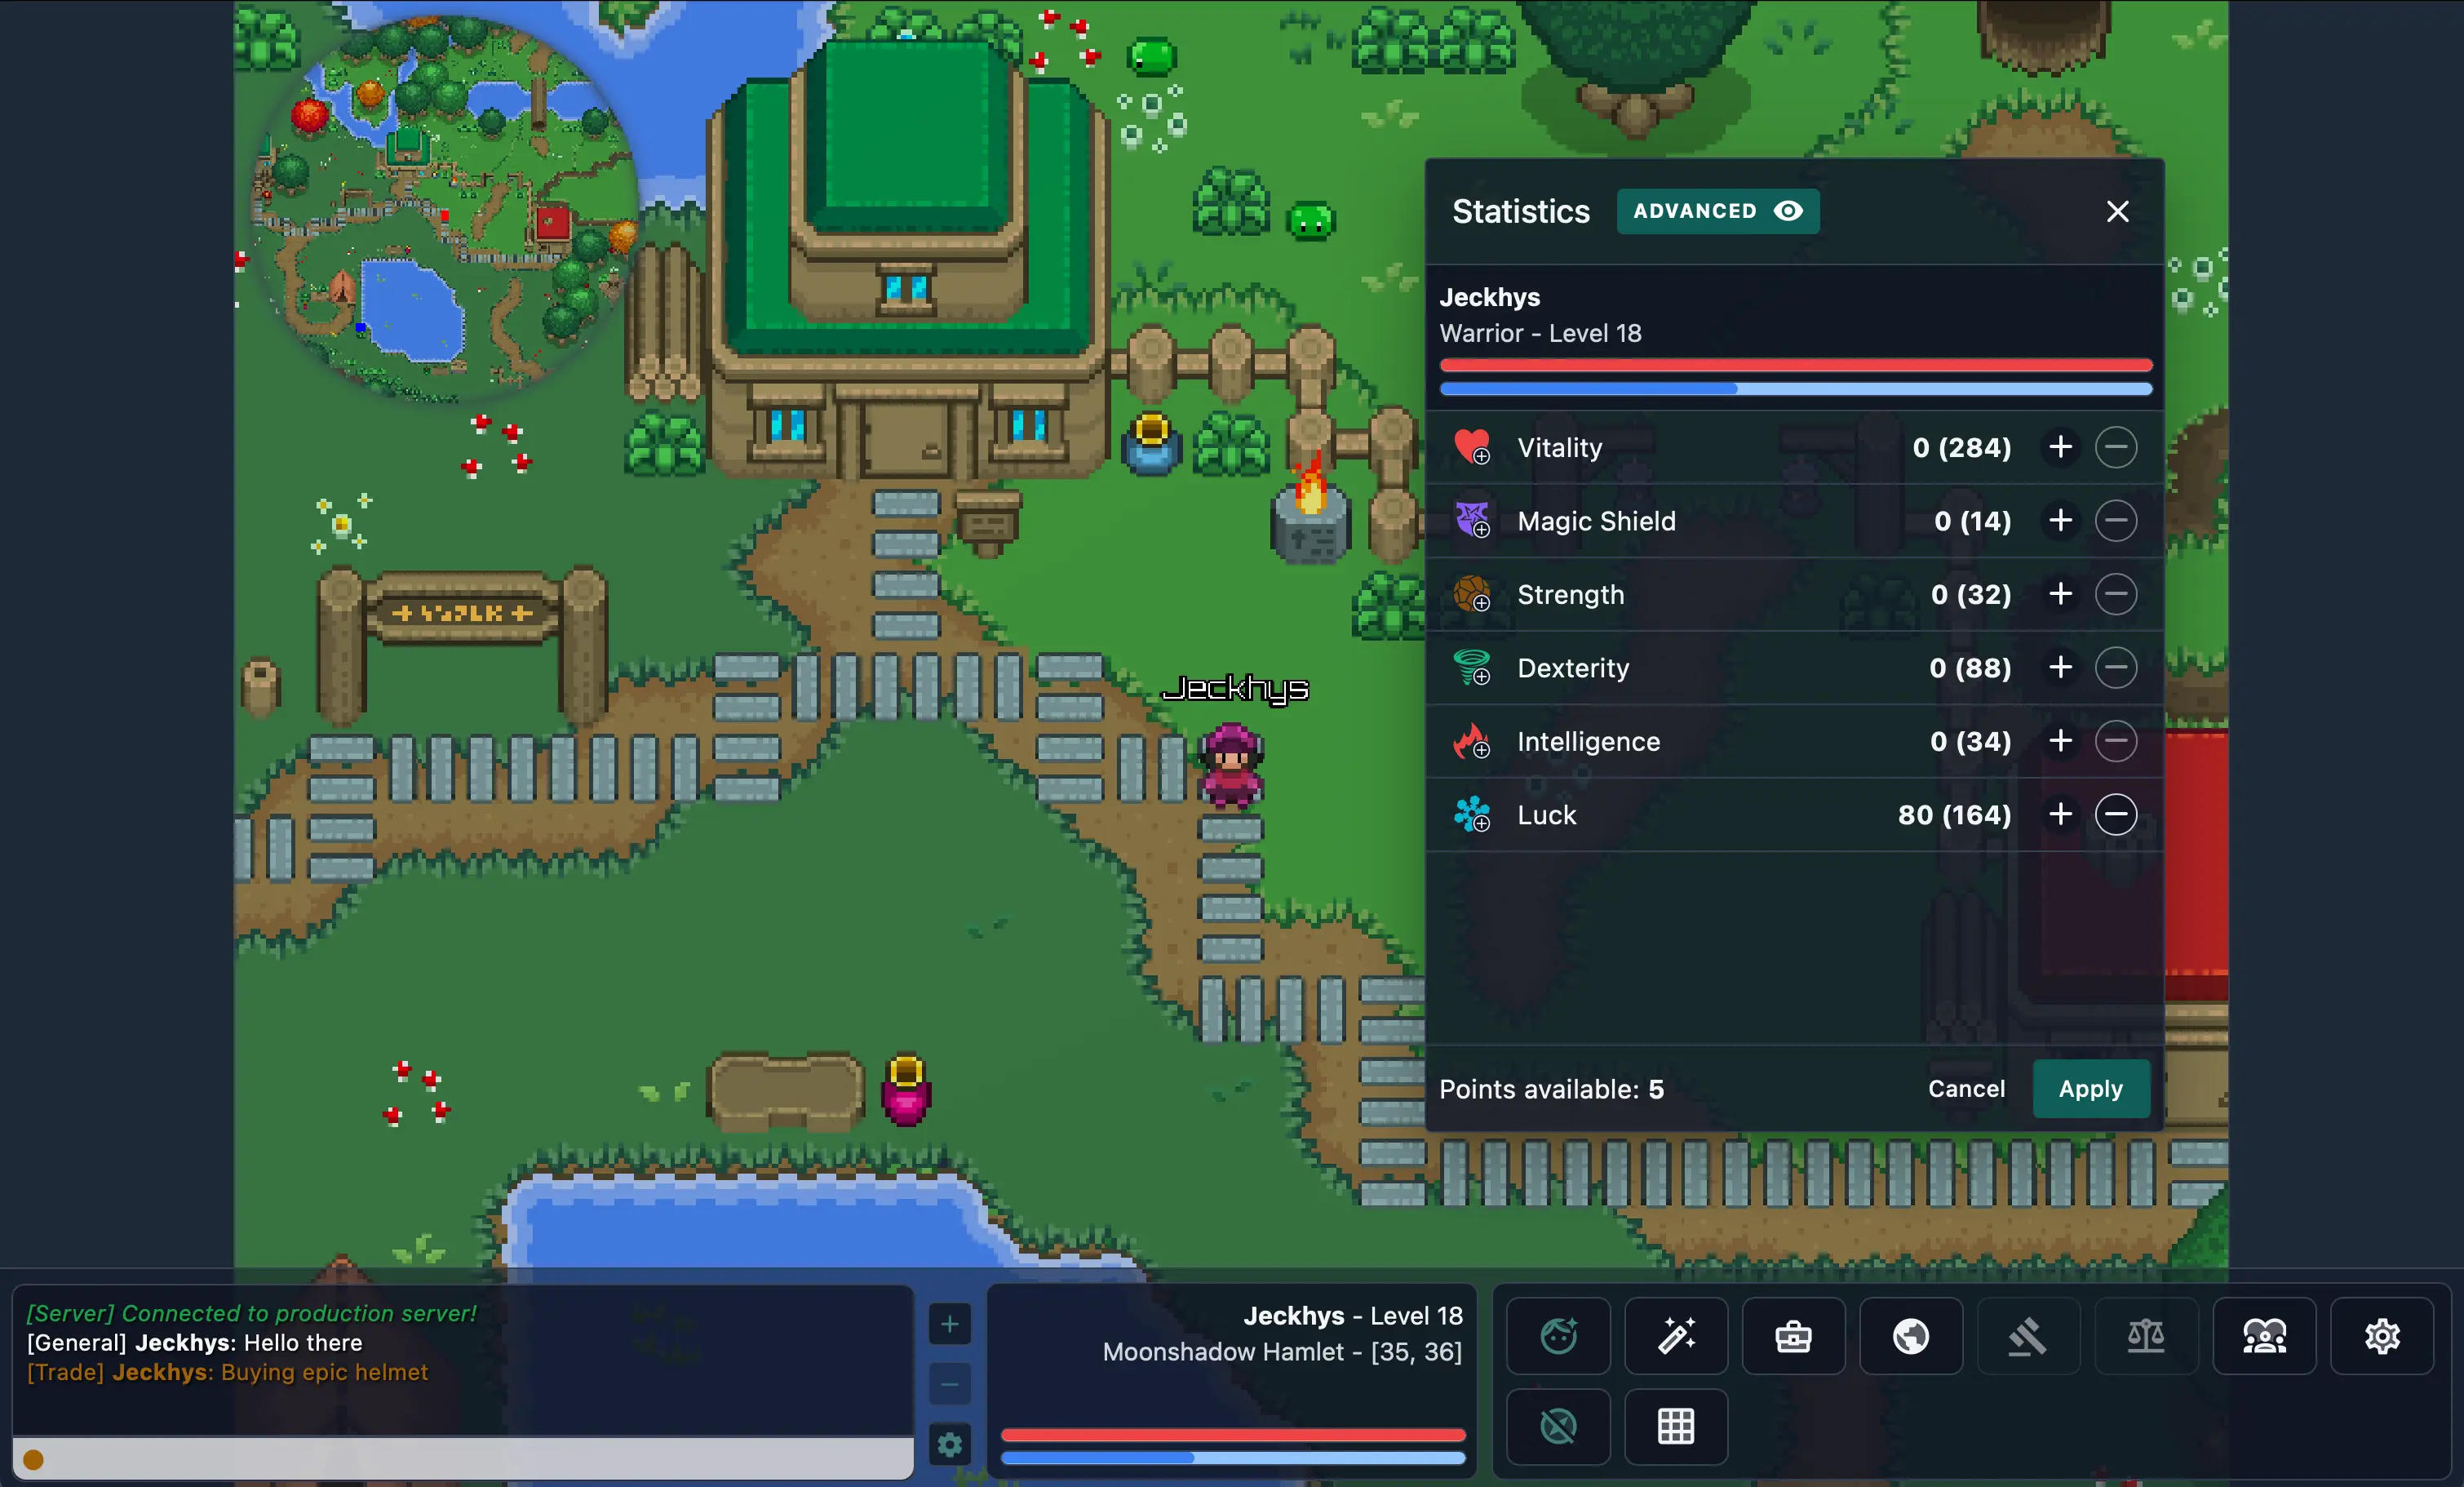 Statistics
ADVANCED
Jeckhys
Warrior - Level 18
Vitality 0 (284)
Magic Shield 0 (14)
Strength 0 (32)
Dexterity 0 (88)
Intelligence 0 (34)
Luck 80 (164)
Points available: 5 Cancel Apply
Jeckhys
[Server] Connected to production server!
[General] Jeckhys: Hello there
[Trade] Jeckhys: Buying epic helmet
Jeckhys - Level 18
Moonshadow Hamlet - [35, 36]